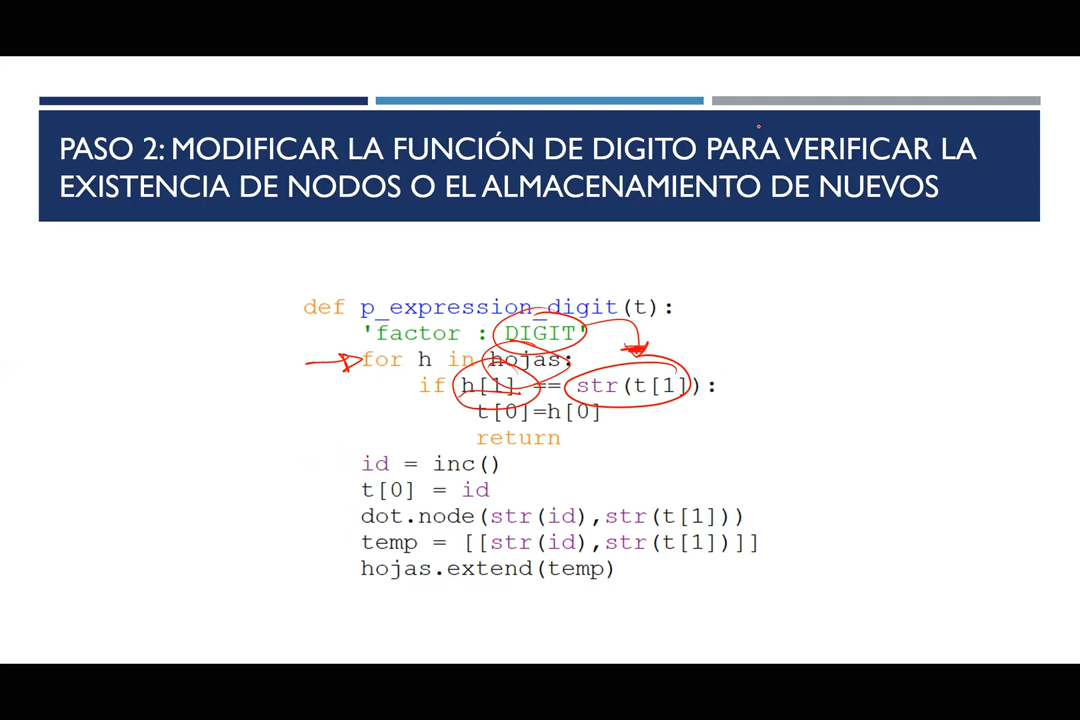 PASO 2: MODIFICAR LA FUNCIÓN DE DIGITO PARA VERIFICAR LA
EXISTENCIA DE NODOS O EL ALMACENAMIENTO DE NUEVOS
def p_expression_digit(t):
'factor : DIGIT'
for h in hojas:
if h[1] == str(t[1]):
t[0]=h[0]
return
id = inc()
t[0] = id
dot.node(str(id),str(t[1]))
temp = [[str(id),str(t[1])]]
hojas.extend(temp)